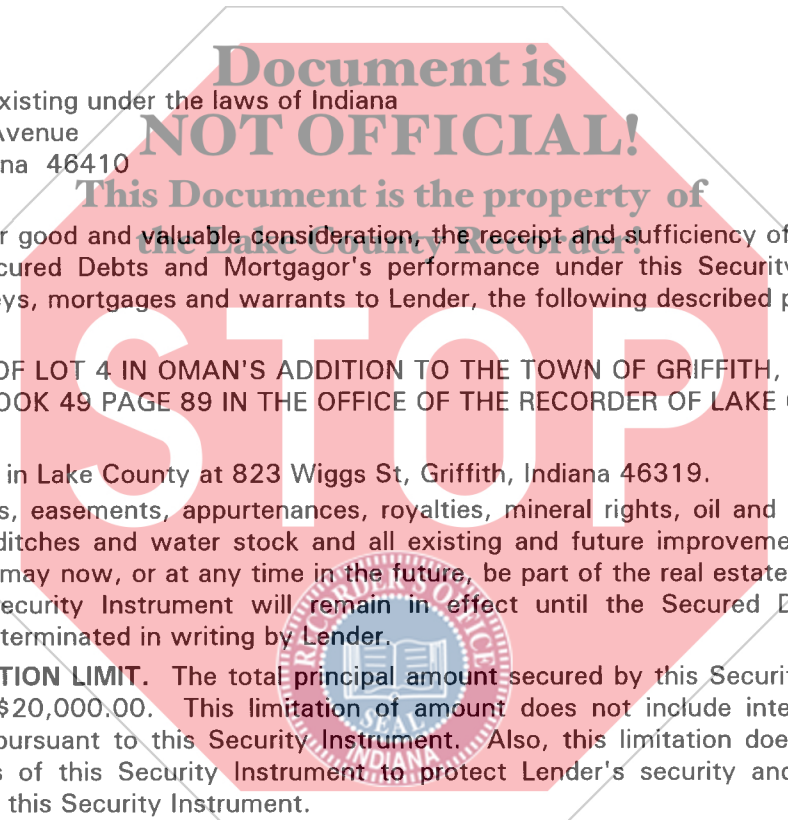 Document is
xisting under the laws of Indiana
Avenue
NOT OFFICIAL!
na 46410
This Document is the property of
r good and valuable consideration, the receipt and sufficiency of
the Lake County Recorder!
cured Debts and Mortgagor's performance under this Security
eys, mortgages and warrants to Lender, the following described p
STOP
OF LOT 4 IN OMAN'S ADDITION TO THE TOWN OF GRIFFITH,
OOK 49 PAGE 89 IN THE OFFICE OF THE RECORDER OF LAKE
in Lake County at 823 Wiggs St, Griffith, Indiana 46319.
s, easements, appurtenances, royalties, mineral rights, oil and
ditches and water stock and all existing and future improveme
may now, or at any time in the future, be part of the real estate
ecurity Instrument will remain in effect until the Secured D
terminated in writing by Lender.
TION LIMIT. The total principal amount secured by this Securit
$20,000.00. This limitation of amount does not include inte
pursuant to this Security Instrument. Also, this limitation doe
s of this Security Instrument to protect Lender's security and
this Security Instrument.
RECORDER'S OFFICE
SEAL
INDIANA